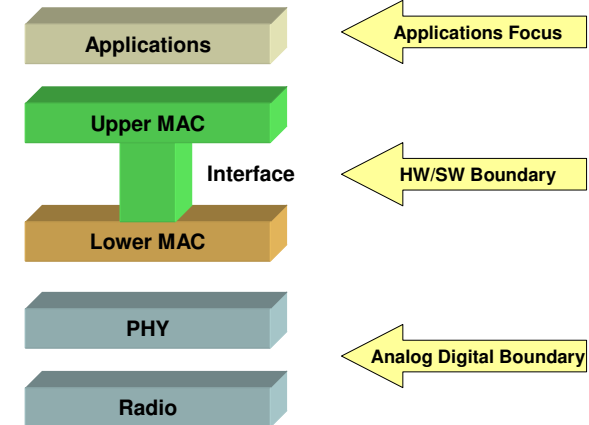 Applications
Applications Focus
Upper MAC
Interface
HW/SW Boundary
Lower MAC
PHY
Analog Digital Boundary
Radio